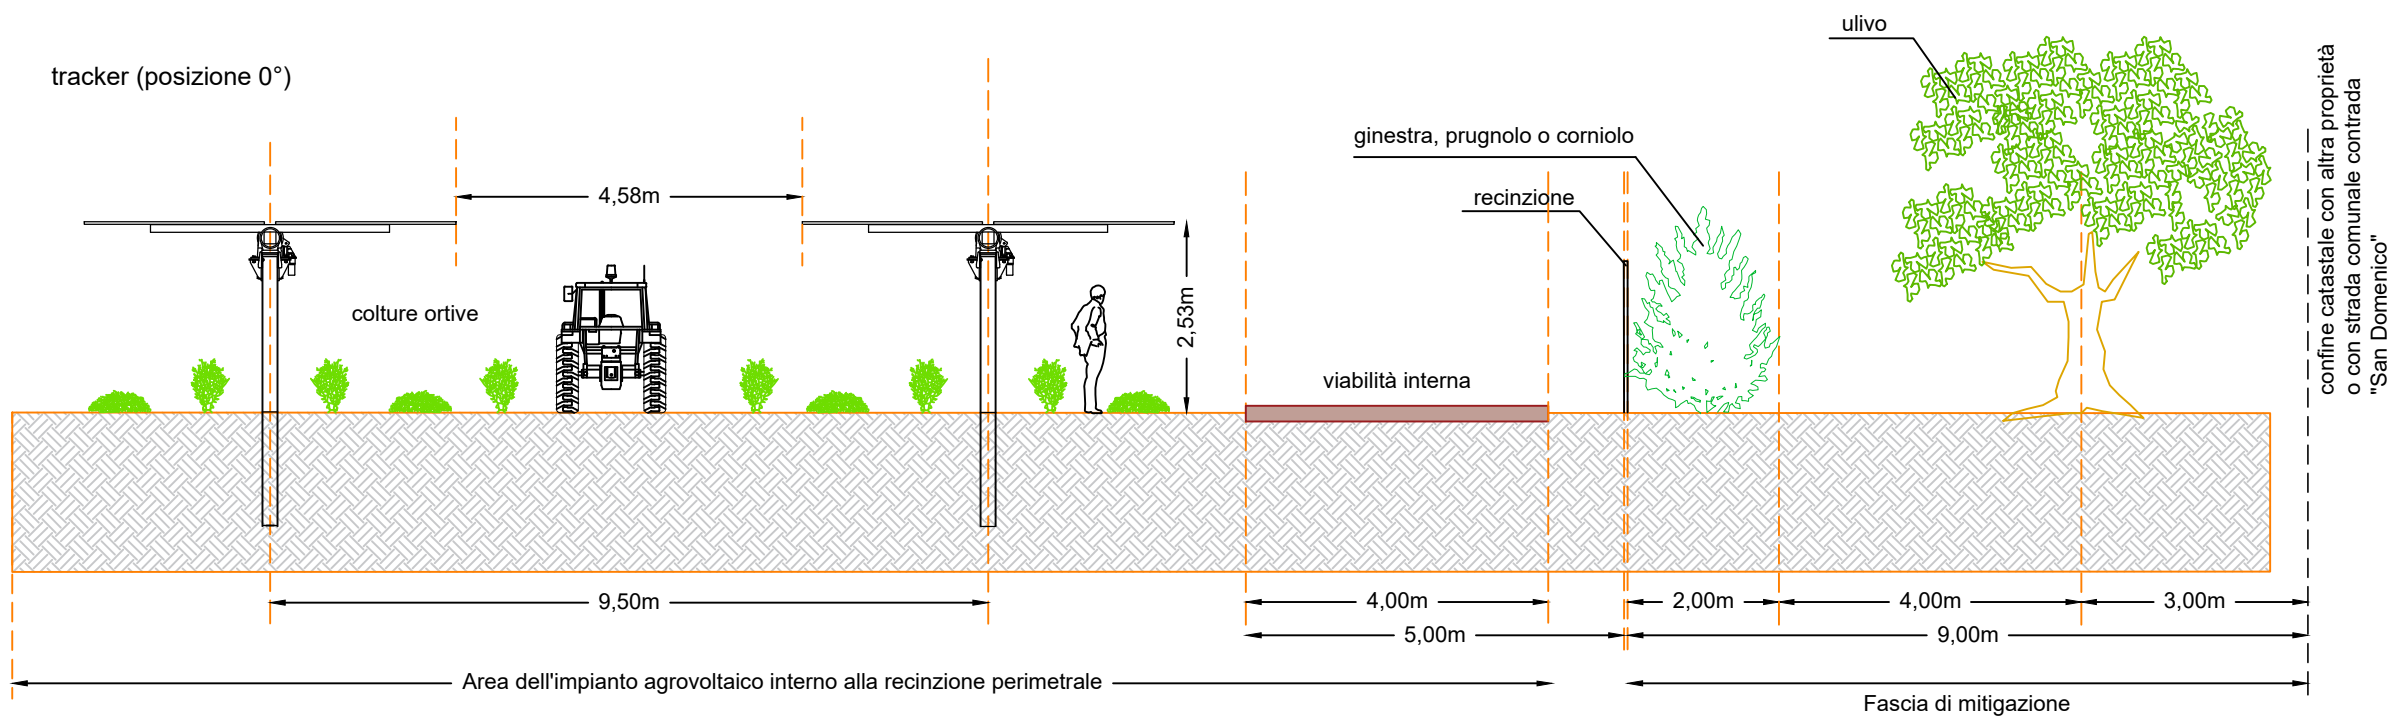 ulivo
tracker (posizione 0°)
ginestra, prugnolo o corniolo
recinzione
4,58m
colture ortive
2,53m
viabilità interna
confine catastale con altra proprietà
o con strada comunale contrada
"San Domenico"
9,50m
4,00m
2,00m
4,00m
3,00m
5,00m
9,00m
Area dell'impianto agrovoltaico interno alla recinzione perimetrale
Fascia di mitigazione